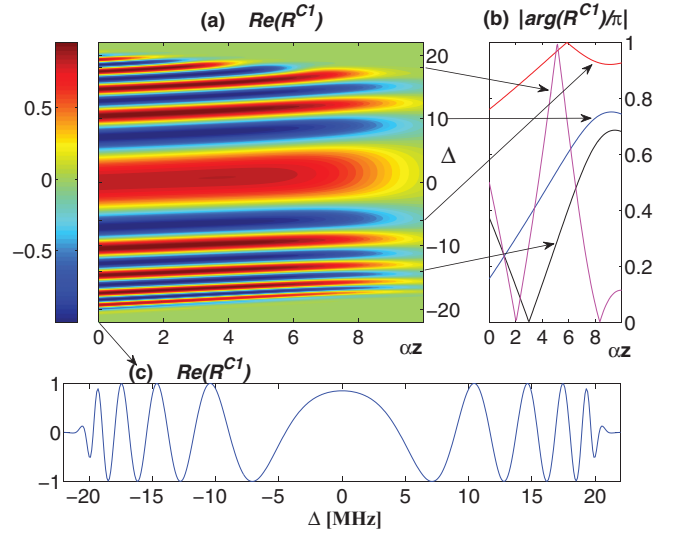 (a) Re(R^{C1})
(b) |arg(R^{C1})/π|
0.5
0
−0.5
20
10
Δ
0
−10
−20
0 2 4 6 8
αz
1
0.8
0.6
0.4
0.2
0
0 2 4 6 8
αz
(c) Re(R^{C1})
1
0
−1
−20 −15 −10 −5 0 5 10 15 20
Δ [MHz]